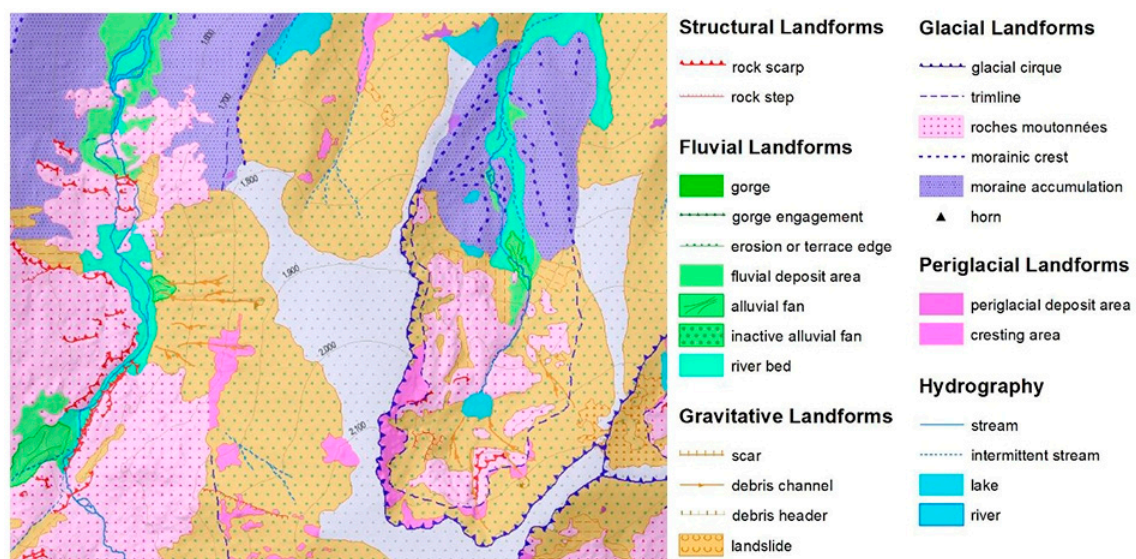 1,600
1,700
1,800
1,900
2,000
2,100
Structural Landforms
rock scarp
rock step
Fluvial Landforms
gorge
gorge engagement
erosion or terrace edge
fluvial deposit area
alluvial fan
inactive alluvial fan
river bed
Gravitative Landforms
scar
debris channel
debris header
landslide
Glacial Landforms
glacial cirque
trimline
roches moutonnées
morainic crest
moraine accumulation
horn
Periglacial Landforms
periglacial deposit area
cresting area
Hydrography
stream
intermittent stream
lake
river